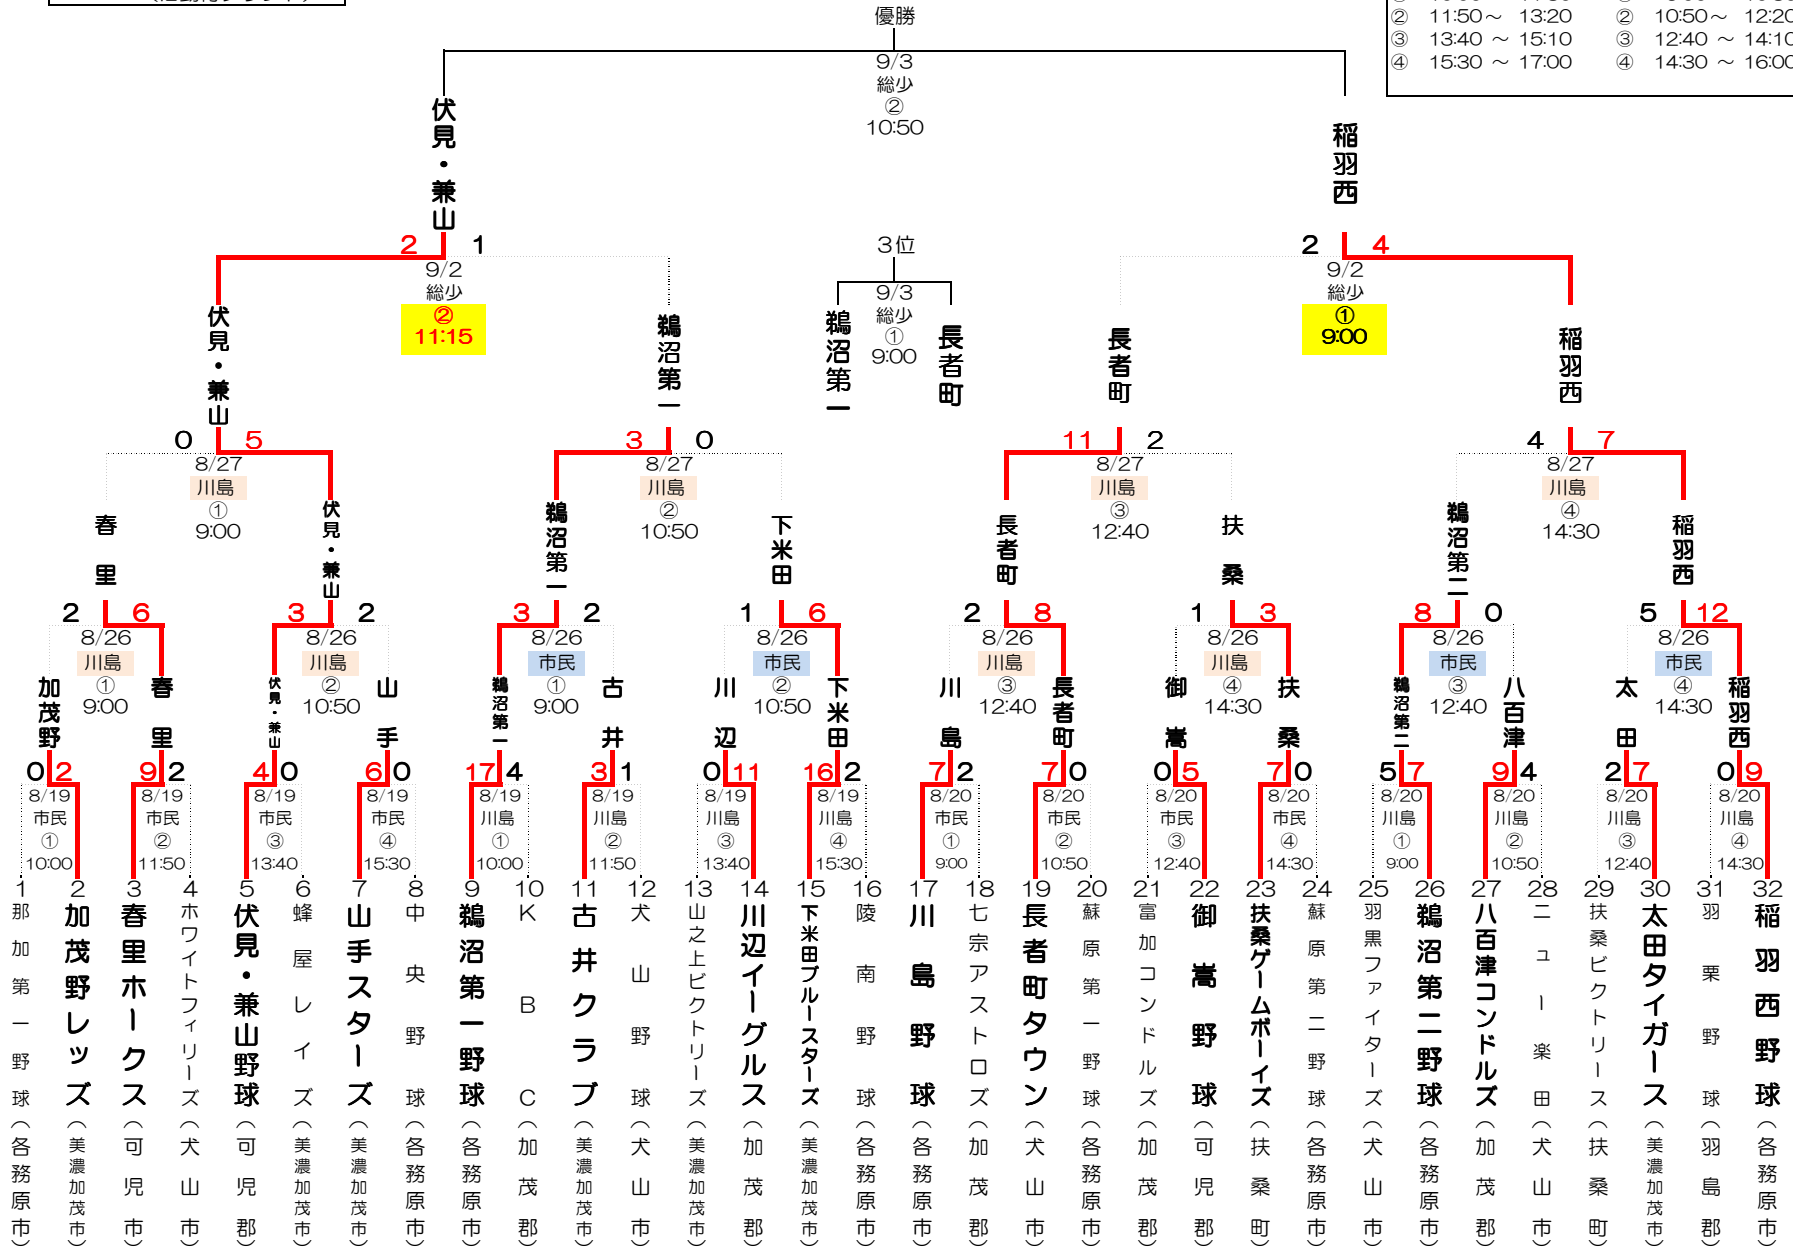 優勝
9/3
総少
②
10:50
② 11:50～ 13:20 ② 10:50～ 12:20
③ 13:40 ～ 15:10 ③ 12:40 ～ 14:10
④ 15:30 ～ 17:00 ④ 14:30 ～ 16:00
伏見・兼山
稲羽西
2 1
9/2
総少
②
11:15
3位
9/3
総少
①
9:00
鵜沼第一
長者町
2 4
9/2
総少
①
9:00
伏見・兼山
鵜沼第一
長者町
稲羽西
0 5
8/27
川島
①
9:00
3 0
8/27
川島
②
10:50
11 2
8/27
川島
③
12:40
4 7
8/27
川島
④
14:30
春里
伏見・兼山
鵜沼第一
下米田
長者町
扶桑
鵜沼第二
稲羽西
2 6
8/26
川島
①
9:00
3 2
8/26
川島
②
10:50
3 2
8/26
市民
①
9:00
1 6
8/26
市民
②
10:50
2 8
8/26
川島
③
12:40
1 3
8/26
川島
④
14:30
8 0
8/26
市民
③
12:40
5 12
8/26
市民
④
14:30
加茂野
春里
伏見・兼山
山手
鵜沼第一
古井
川辺
下米田
川島
長者町
御嵩
扶桑
鵜沼第二
八百津
太田
稲羽西
0 2
8/19
市民
①
10:00
9 2
8/19
市民
②
11:50
4 0
8/19
市民
③
13:40
6 0
8/19
市民
④
15:30
17 4
8/19
川島
①
10:00
3 1
8/19
川島
②
11:50
0 11
8/19
川島
③
13:40
16 2
8/19
川島
④
15:30
7 2
8/20
市民
①
9:00
7 0
8/20
市民
②
10:50
0 5
8/20
市民
③
12:40
7 0
8/20
市民
④
14:30
5 7
8/20
川島
①
9:00
9 4
8/20
川島
②
10:50
2 7
8/20
川島
③
12:40
0 9
8/20
川島
④
14:30
1 那加第一野球（各務原市）
2 加茂野レッズ（美濃加茂市）
3 春里ホークス（可児市）
4 ホワイトフィリーズ（犬山市）
5 伏見・兼山野球（可児郡）
6 蜂屋レイズ（美濃加茂市）
7 山手スターズ（美濃加茂市）
8 中央野球（各務原市）
9 鵜沼第一野球（各務原市）
10 KBC（加茂郡）
11 古井クラブ（美濃加茂市）
12 犬山野球（犬山市）
13 山之上ビクトリーズ（美濃加茂市）
14 川辺イーグルス（加茂郡）
15 下米田ブルースターズ（美濃加茂市）
16 陵南野球（各務原市）
17 川島野球（各務原市）
18 七宗アストロズ（加茂郡）
19 長者町タウン（犬山市）
20 蘇原第一野球（各務原市）
21 富加コンドルズ（加茂郡）
22 御嵩野球（可児郡）
23 扶桑ゲームボーイズ（扶桑町）
24 蘇原第二野球（各務原市）
25 羽黒ファイターズ（犬山市）
26 鵜沼第二野球（各務原市）
27 八百津コンドルズ（加茂郡）
28 ニュー楽田（犬山市）
29 扶桑ビクトリース（扶桑町）
30 太田タイガース（美濃加茂市）
31 羽栗野球（羽島郡）
32 稲羽西野球（各務原市）